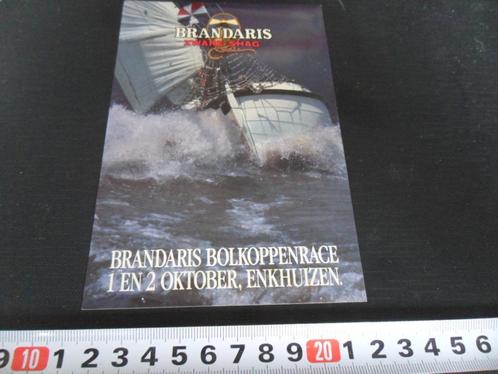 BRANDARIS
ZWARE SHAG
BRANDARIS BOLKOPPENRACE
1 EN 2 OKTOBER, ENKHUIZEN.
9 10 1 2 3 4 5 6 7 8 9 20 1 2 3 4 5 6